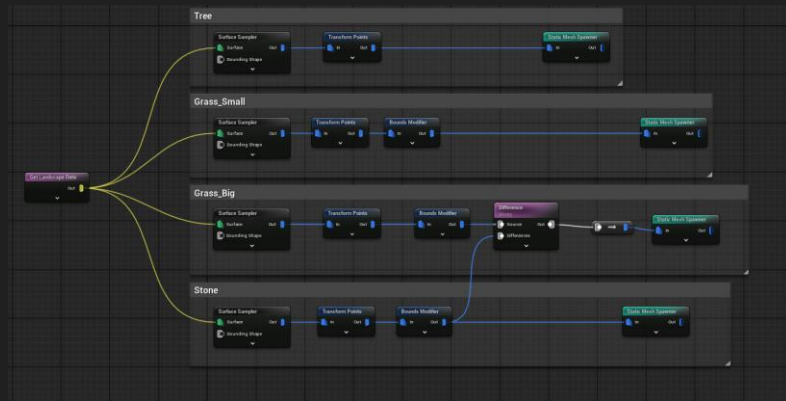 Tree
Surface Sampler
Surface Out
Bounding Shape
Transform Points
In Out
Static Mesh Spawner
In Out
Grass_Small
Surface Sampler
Surface Out
Bounding Shape
Transform Points
In Out
Bounds Modifier
In Out
Static Mesh Spawner
In Out
Get Landscape Data
Out
Grass_Big
Surface Sampler
Surface Out
Bounding Shape
Transform Points
In Out
Bounds Modifier
In Out
Difference
Source Out
Differences
Static Mesh Spawner
In Out
Stone
Surface Sampler
Surface Out
Bounding Shape
Transform Points
In Out
Bounds Modifier
In Out
Static Mesh Spawner
In Out